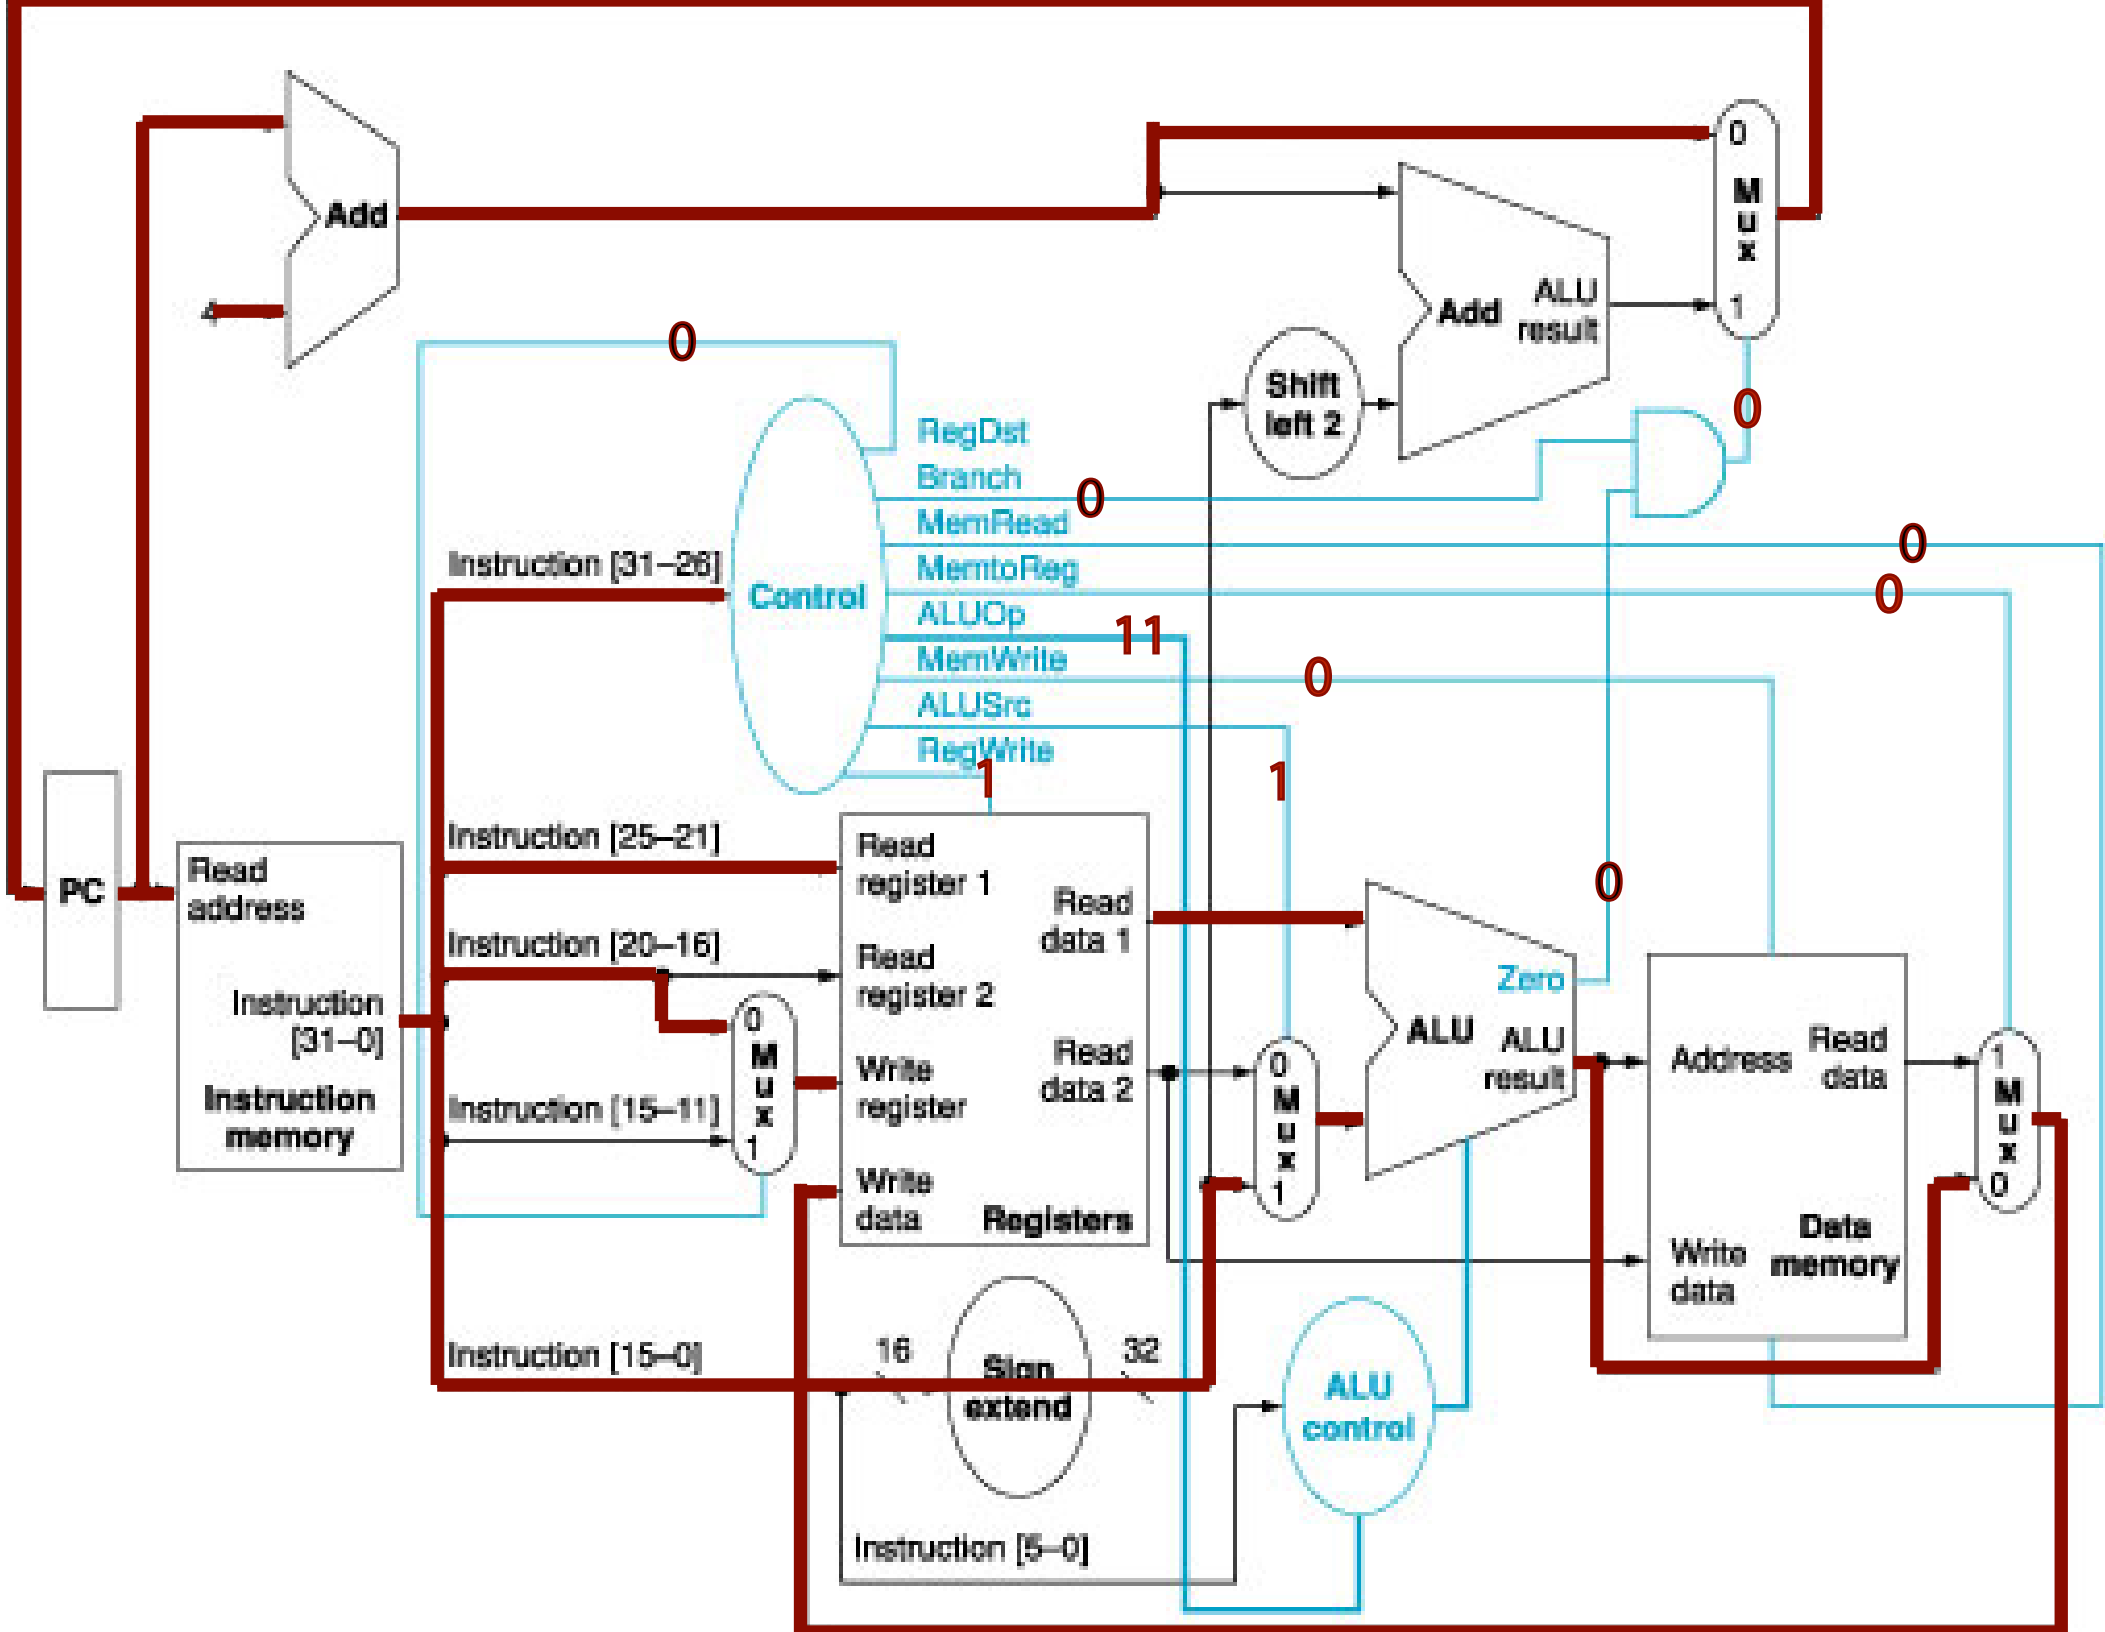 0
M
u
x
1
Add
Add
ALU
result
4
0
Shift
left 2
0
RegDst
Branch
0
MemRead
0
MemtoReg
0
Instruction [31–26]
Control
ALUOp
11
MemWrite
0
ALUSrc
RegWrite
1
1
Instruction [25–21]
Read
register 1
PC
Read
address
Read
data 1
0
Instruction [20–16]
Read
register 2
Zero
Instruction
[31–0]
0
M
u
x
1
Read
data 2
0
M
u
x
1
ALU
ALU
result
Address
Read
data
1
M
u
x
0
Write
register
Instruction
memory
Instruction [15–11]
Write
data
Registers
Write
data
Data
memory
Instruction [15–0]
16
Sign
extend
32
ALU
control
Instruction [5–0]